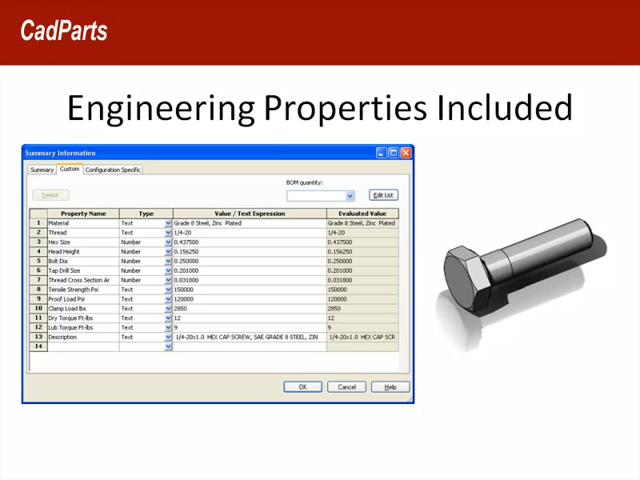 CadParts
Engineering Properties Included
Summary Information
Summary Custom Configuration Specific
BOM quantity:
Delete Edit List
Property Name Type Value / Text Expression Evaluated Value
1 Material Text Grade 8 Steel, Zinc Plated Grade 8 Steel, Zinc Plated
2 Thread Text 1/4-20 1/4-20
3 Hex Size Number 0.437500 0.437500
4 Head Height Number 0.156250 0.156250
5 Bolt Dia Number 0.250000 0.250000
6 Tap Drill Size Number 0.201000 0.201000
7 Thread Cross Section Ar Number 0.031800 0.031800
8 Tensile Strength Psi Text 150000 150000
9 Proof Load Psi Text 120000 120000
10 Clamp Load lbs Text 2850 2850
11 Dry Torque Ft-lbs Text 12 12
12 Lub Torque Ft-lbs Text 9 9
13 Description Text 1/4-20x1.0 HEX CAP SCREW, SAE GRADE 8 STEEL, ZIN 1/4-20x1.0 HEX CAP SCR
14
OK Cancel Help